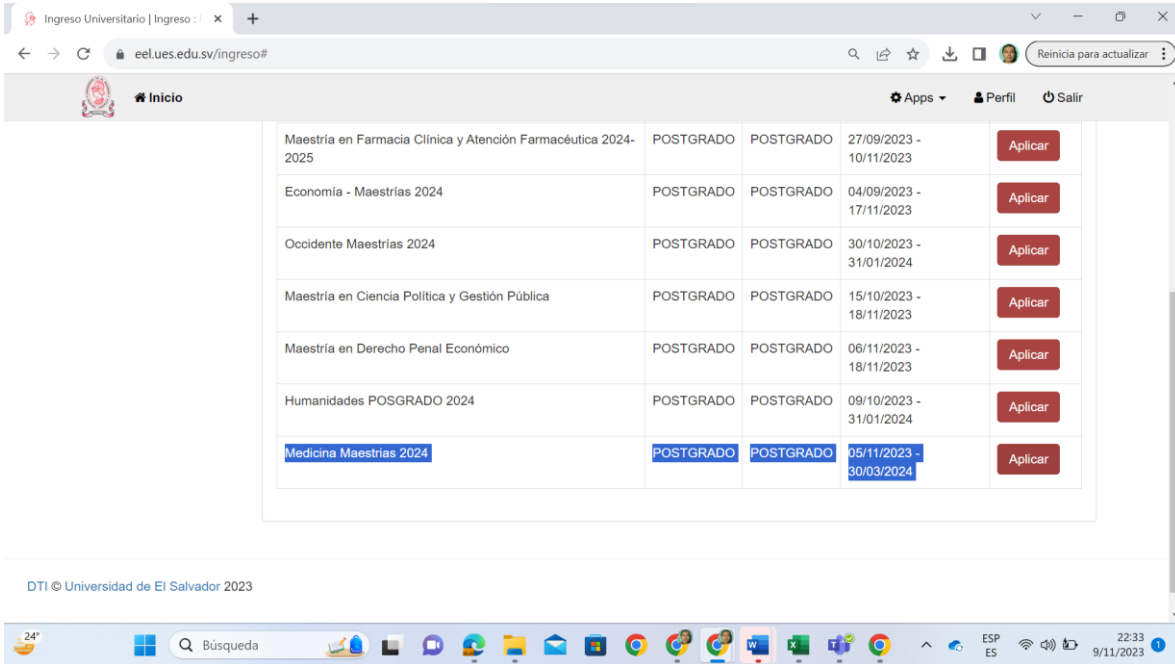 Ingreso Universitario | Ingreso :
eel.ues.edu.sv/ingreso#
Reinicia para actualizar
Inicio
Apps
Perfil
Salir
Maestría en Farmacia Clínica y Atención Farmacéutica 2024-
2025
POSTGRADO
POSTGRADO
27/09/2023 -
10/11/2023
Aplicar
Economía - Maestrías 2024
POSTGRADO
POSTGRADO
04/09/2023 -
17/11/2023
Aplicar
Occidente Maestrías 2024
POSTGRADO
POSTGRADO
30/10/2023 -
31/01/2024
Aplicar
Maestría en Ciencia Política y Gestión Pública
POSTGRADO
POSTGRADO
15/10/2023 -
18/11/2023
Aplicar
Maestría en Derecho Penal Económico
POSTGRADO
POSTGRADO
06/11/2023 -
18/11/2023
Aplicar
Humanidades POSGRADO 2024
POSTGRADO
POSTGRADO
09/10/2023 -
31/01/2024
Aplicar
Medicina Maestrias 2024
POSTGRADO
POSTGRADO
05/11/2023 -
30/03/2024
Aplicar
DTI © Universidad de El Salvador 2023
24°
Búsqueda
ESP
ES
22:33
9/11/2023
1